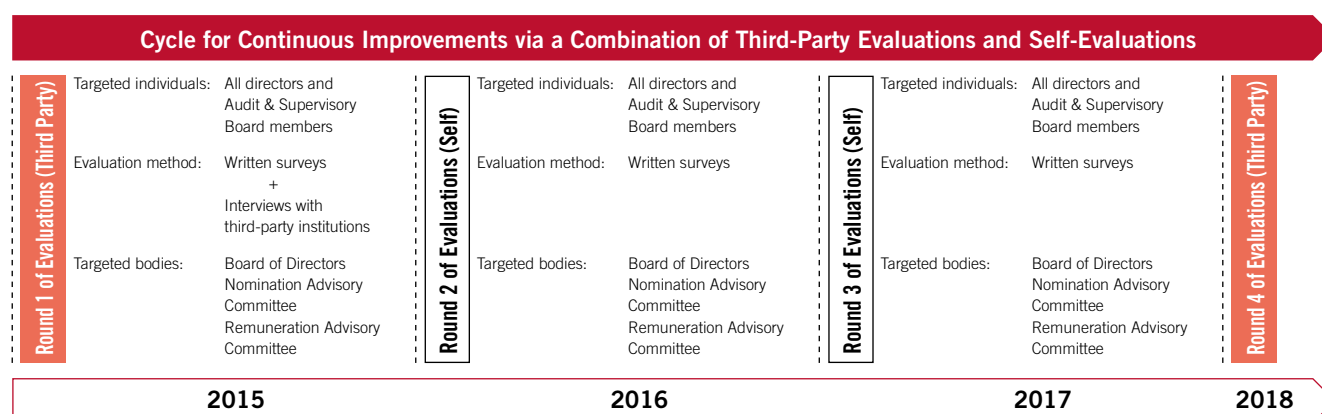 Cycle for Continuous Improvements via a Combination of Third-Party Evaluations and Self-Evaluations
Round 1 of Evaluations (Third Party)
Targeted individuals: All directors and
Audit & Supervisory
Board members
Evaluation method: Written surveys
+
Interviews with
third-party institutions
Targeted bodies: Board of Directors
Nomination Advisory
Committee
Remuneration Advisory
Committee
Round 2 of Evaluations (Self)
Targeted individuals: All directors and
Audit & Supervisory
Board members
Evaluation method: Written surveys
Targeted bodies: Board of Directors
Nomination Advisory
Committee
Remuneration Advisory
Committee
Round 3 of Evaluations (Self)
Targeted individuals: All directors and
Audit & Supervisory
Board members
Evaluation method: Written surveys
Targeted bodies: Board of Directors
Nomination Advisory
Committee
Remuneration Advisory
Committee
Round 4 of Evaluations (Third Party)
2015 2016 2017 2018